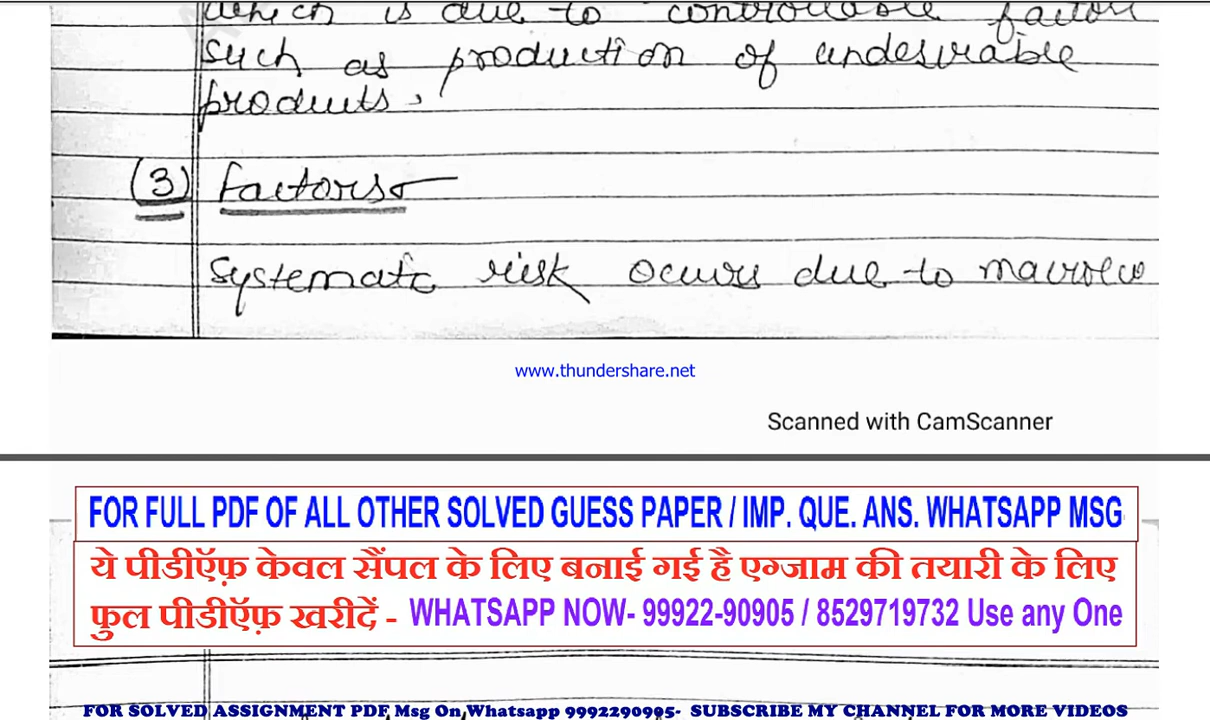 which is due to controllable factors
such as production of undesirable
products,
(3) Factors
Systematic risk occurs due to macroeco
www.thundershare.net
Scanned with CamScanner
FOR FULL PDF OF ALL OTHER SOLVED GUESS PAPER / IMP. QUE. ANS. WHATSAPP MSG
ये पीडीऍफ़ केवल सैंपल के लिए बनाई गई है एग्जाम की तयारी के लिए
फुल पीडीऍफ़ खरीदें - WHATSAPP NOW- 99922-90905 / 8529719732 Use any One
FOR SOLVED ASSIGNMENT PDF Msg On Whatsapp 9992290905- SUBSCRIBE MY CHANNEL FOR MORE VIDEOS